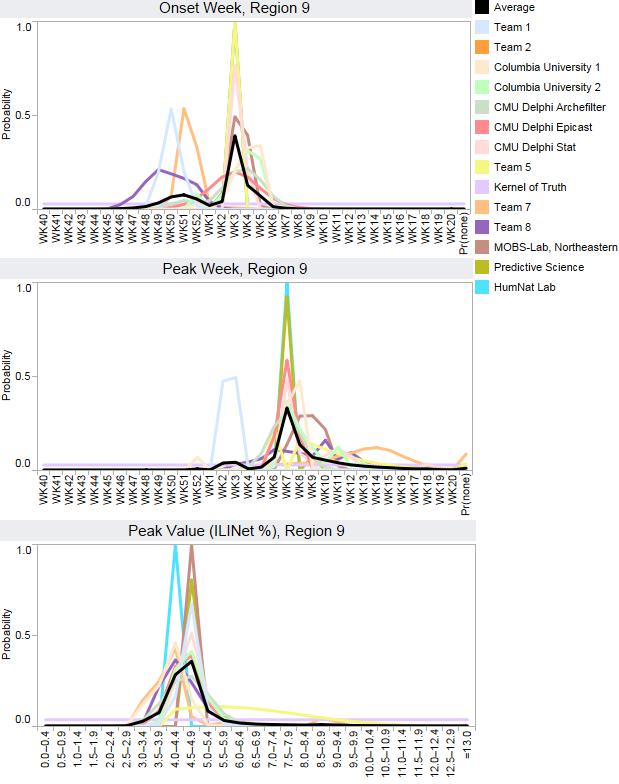 Onset Week, Region 9
Probability
1.0
0.5
0.0
WK40 WK41 WK42 WK43 WK44 WK45 WK46 WK47 WK48 WK49 WK50 WK51 WK52 WK1 WK2 WK3 WK4 WK5 WK6 WK7 WK8 WK9 WK10 WK11 WK12 WK13 WK14 WK15 WK16 WK17 WK18 WK19 WK20 Pr(none)
Average
Team 1
Team 2
Columbia University 1
Columbia University 2
CMU Delphi Archefilter
CMU Delphi Epicast
CMU Delphi Stat
Team 5
Kernel of Truth
Team 7
Team 8
MOBS-Lab, Northeastern
Predictive Science
HumNat Lab
Peak Week, Region 9
Probability
1.0
0.5
0.0
WK40 WK41 WK42 WK43 WK44 WK45 WK46 WK47 WK48 WK49 WK50 WK51 WK52 WK1 WK2 WK3 WK4 WK5 WK6 WK7 WK8 WK9 WK10 WK11 WK12 WK13 WK14 WK15 WK16 WK17 WK18 WK19 WK20 Pr(none)
Peak Value (ILINet %), Region 9
Probability
1.0
0.5
0.0
0.0–0.4 0.5–0.9 1.0–1.4 1.5–1.9 2.0–2.4 2.5–2.9 3.0–3.4 3.5–3.9 4.0–4.4 4.5–4.9 5.0–5.4 5.5–5.9 6.0–6.4 6.5–6.9 7.0–7.4 7.5–7.9 8.0–8.4 8.5–8.9 9.0–9.4 9.5–9.9 10.0–10.4 10.5–10.9 11.0–11.4 11.5–11.9 12.0–12.4 12.5–12.9 =13.0